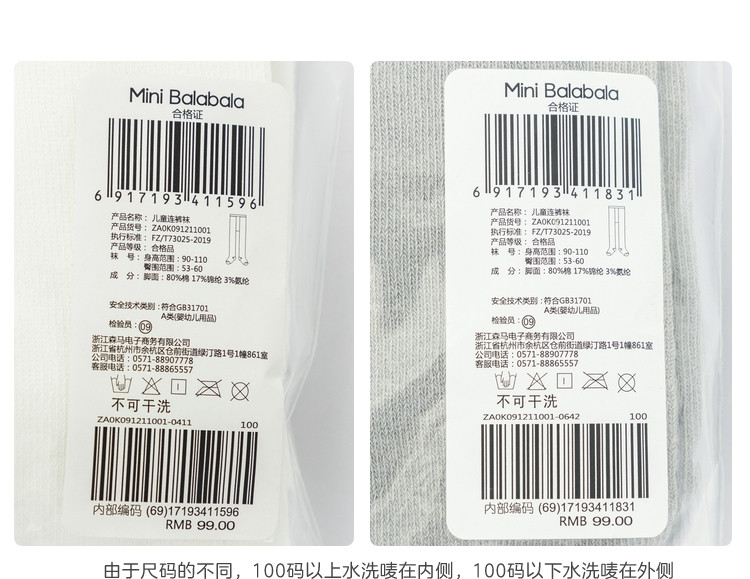 Mini Balabala
合格证
6 917193 411596
产品名称： 儿童连裤袜
产品货号： ZA0K091211001
执行标准： FZ/T73025-2019
产品等级： 合格品
袜 号： 身高范围：90-110
臀围范围：53-60
成 分： 脚面：80%棉 17%锦纶 3%氨纶
安全技术类别：符合GB31701
A类(婴幼儿用品)
检验员：09
浙江森马电子商务有限公司
浙江省杭州市余杭区仓前街道绿汀路1号1幢861室
公司电话：0571-88907778
客服电话：0571-88865557
不可干洗
ZA0K091211001-0411 100
内部编码 (69)17193411596
RMB 99.00
Mini Balabala
合格证
6 917193 411831
产品名称： 儿童连裤袜
产品货号： ZA0K091211001
执行标准： FZ/T73025-2019
产品等级： 合格品
袜 号： 身高范围：90-110
臀围范围：53-60
成 分： 脚面：80%棉 17%锦纶 3%氨纶
安全技术类别：符合GB31701
A类(婴幼儿用品)
检验员：09
浙江森马电子商务有限公司
浙江省杭州市余杭区仓前街道绿汀路1号1幢861室
公司电话：0571-88907778
客服电话：0571-88865557
不可干洗
ZA0K091211001-0642 100
内部编码 (69)17193411831
RMB 99.00
由于尺码的不同，100码以上水洗唛在内侧，100码以下水洗唛在外侧